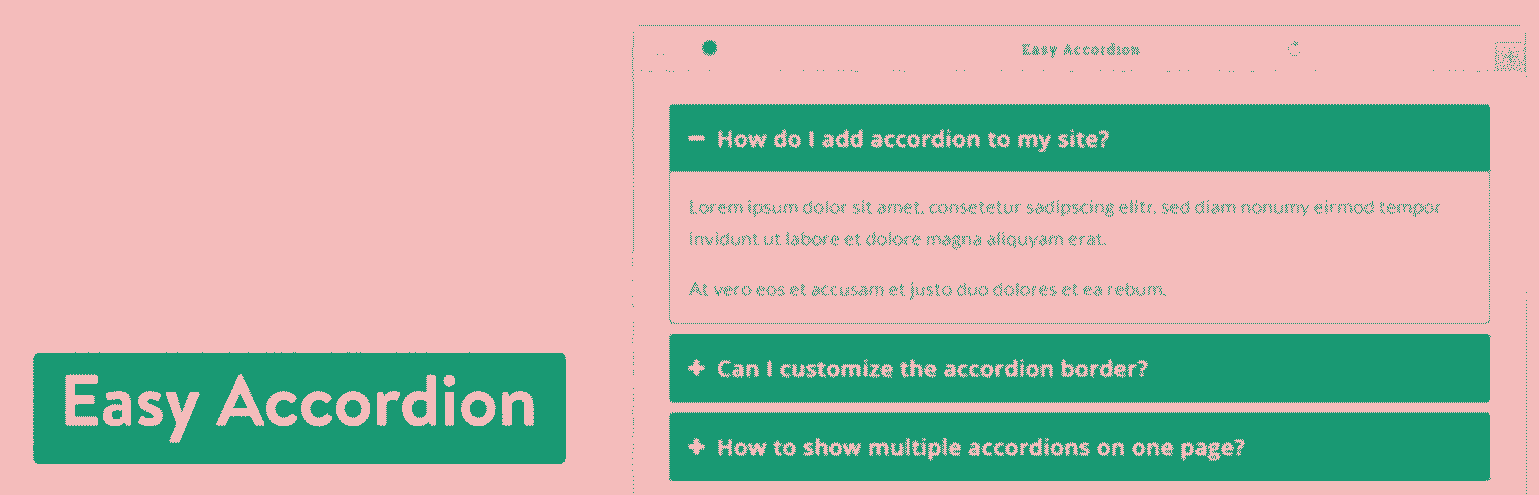 Easy Accordion
Easy Accordion
How do I add accordion to my site?
Lorem ipsum dolor sit amet, consetetur sadipscing elitr, sed diam nonumy eirmod tempor
invidunt ut labore et dolore magna aliquyam erat.
At vero eos et accusam et justo duo dolores et ea rebum.
Can I customize the accordion border?
How to show multiple accordions on one page?